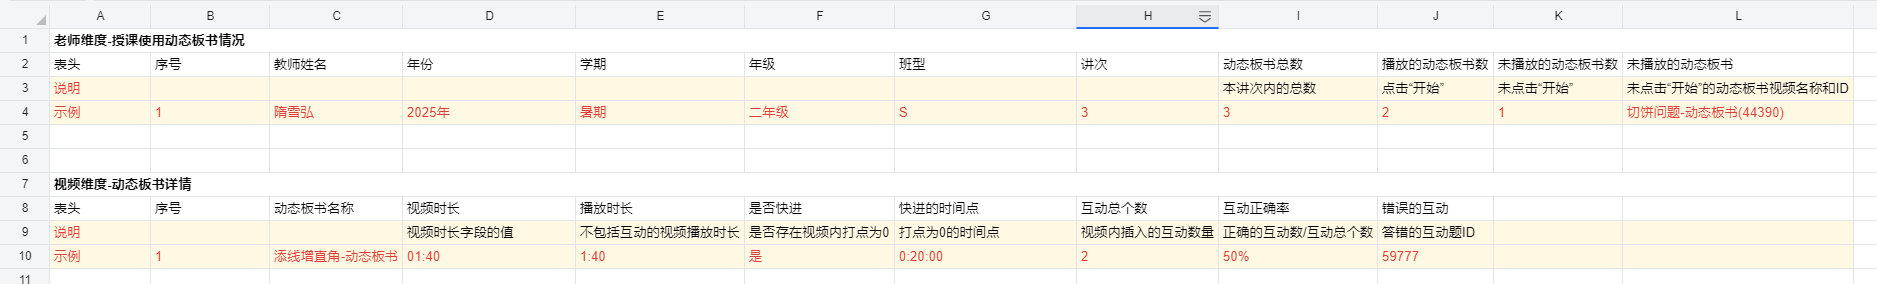 A B C D E F G H I J K L
1 老师维度-授课使用动态板书情况
2 表头 序号 教师姓名 年份 学期 年级 班型 讲次 动态板书总数 播放的动态板书数 未播放的动态板书数 未播放的动态板书
3 说明 本讲次内的总数 点击“开始” 未点击“开始” 未点击“开始”的动态板书视频名称和ID
4 示例 1 隋雪弘 2025年 暑期 二年级 S 3 3 2 1 切饼问题-动态板书(44390)
5
6
7 视频维度-动态板书详情
8 表头 序号 动态板书名称 视频时长 播放时长 是否快进 快进的时间点 互动总个数 互动正确率 错误的互动
9 说明 视频时长字段的值 不包括互动的视频播放时长 是否存在视频内打点为0 打点为0的时间点 视频内插入的互动数量 正确的互动数/互动总个数 答错的互动题ID
10 示例 1 添线增直角-动态板书 01:40 1:40 是 0:20:00 2 50% 59777
11